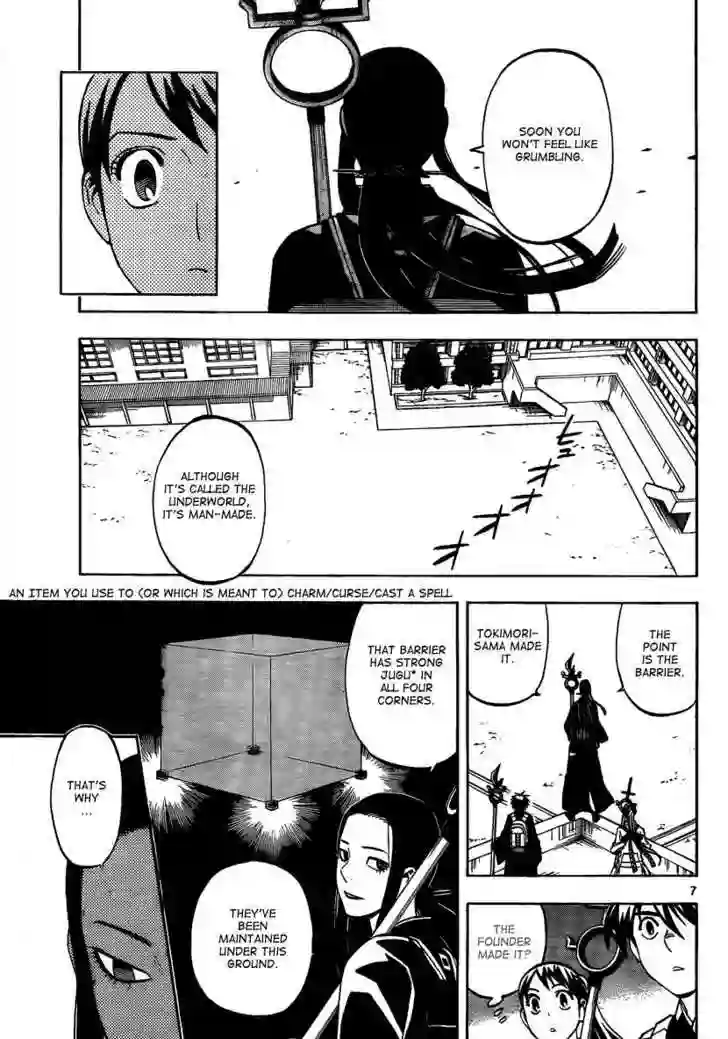 SOON YOU
WON'T FEEL LIKE
GRUMBLING.
ヒュ
ALTHOUGH
IT'S CALLED THE
UNDERWORLD,
IT'S MAN-MADE.
AN ITEM YOU USE TO (OR WHICH IS MEANT TO) CHARM/CURSE/CAST A SPELL
THE
POINT
IS THE
BARRIER.
TOKIMORI-
SAMA MADE
IT.
7
THE
FOUNDER
MADE IT?
THAT BARRIER
HAS STRONG
JUGU* IN
ALL FOUR
CORNERS.
THEY'VE
BEEN
MAINTAINED
UNDER THIS
GROUND.
THAT'S
WHY
...